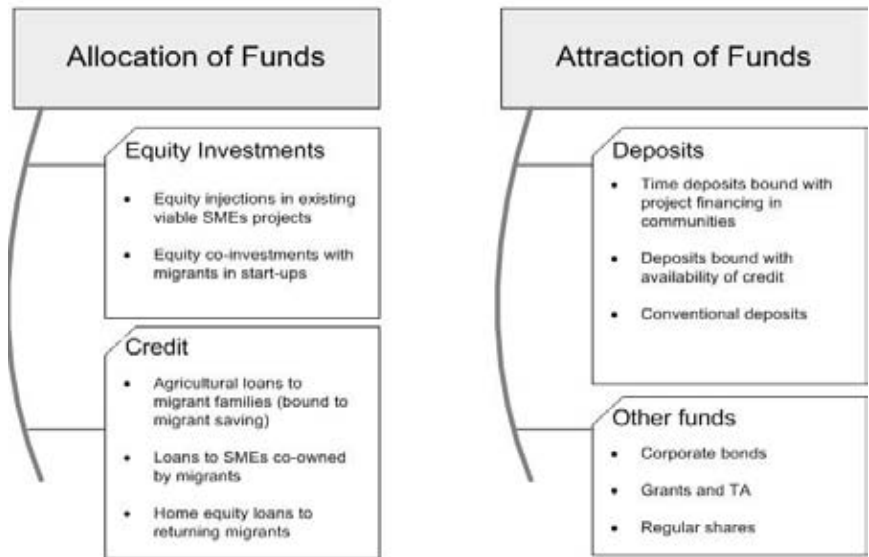 Allocation of Funds
Equity Investments
• Equity injections in existing
viable SMEs projects
• Equity co-investments with
migrants in start-ups
Credit
• Agricultural loans to
migrant families (bound to
migrant saving)
• Loans to SMEs co-owned
by migrants
• Home equity loans to
returning migrants
Attraction of Funds
Deposits
• Time deposits bound with
project financing in
communities
• Deposits bound with
availability of credit
• Conventional deposits
Other funds
• Corporate bonds
• Grants and TA
• Regular shares